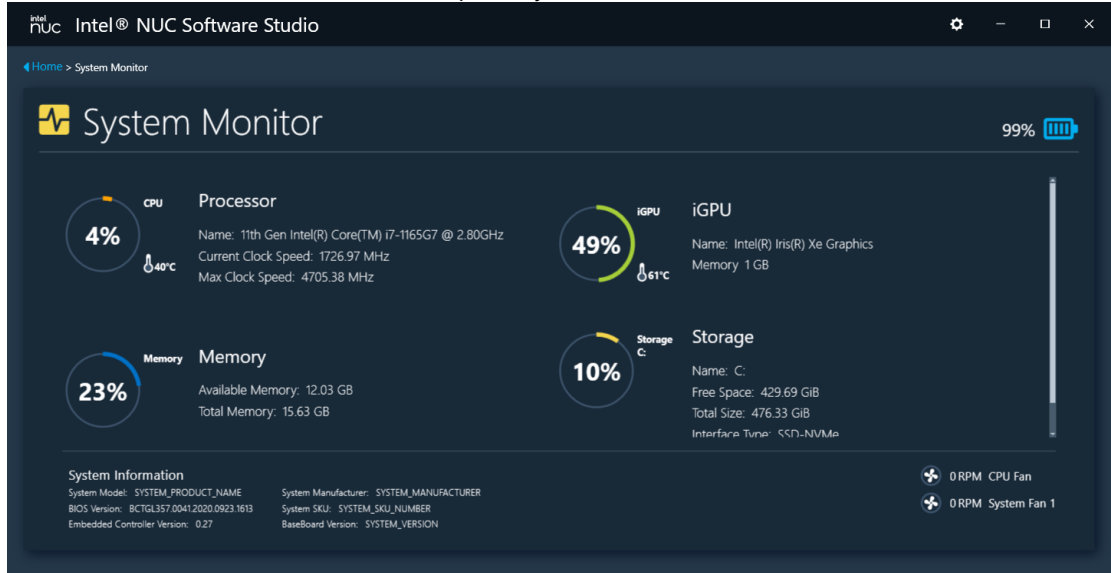 intel
nuc Intel® NUC Software Studio
Home > System Monitor
System Monitor
99%
4%
CPU
40°C
Processor
Name: 11th Gen Intel(R) Core(TM) i7-1165G7 @ 2.80GHz
Current Clock Speed: 1726.97 MHz
Max Clock Speed: 4705.38 MHz
49%
iGPU
61°C
iGPU
Name: Intel(R) Iris(R) Xe Graphics
Memory 1 GB
23%
Memory
Memory
Available Memory: 12.03 GB
Total Memory: 15.63 GB
10%
Storage
C:
Storage
Name: C:
Free Space: 429.69 GiB
Total Size: 476.33 GiB
Interface Type: SSD-NVMe
System Information
System Model: SYSTEM_PRODUCT_NAME
BIOS Version: BCTGL357.0041.2020.0923.1613
Embedded Controller Version: 0.27
System Manufacturer: SYSTEM_MANUFACTURER
System SKU: SYSTEM_SKU_NUMBER
BaseBoard Version: SYSTEM_VERSION
0 RPM CPU Fan
0 RPM System Fan 1